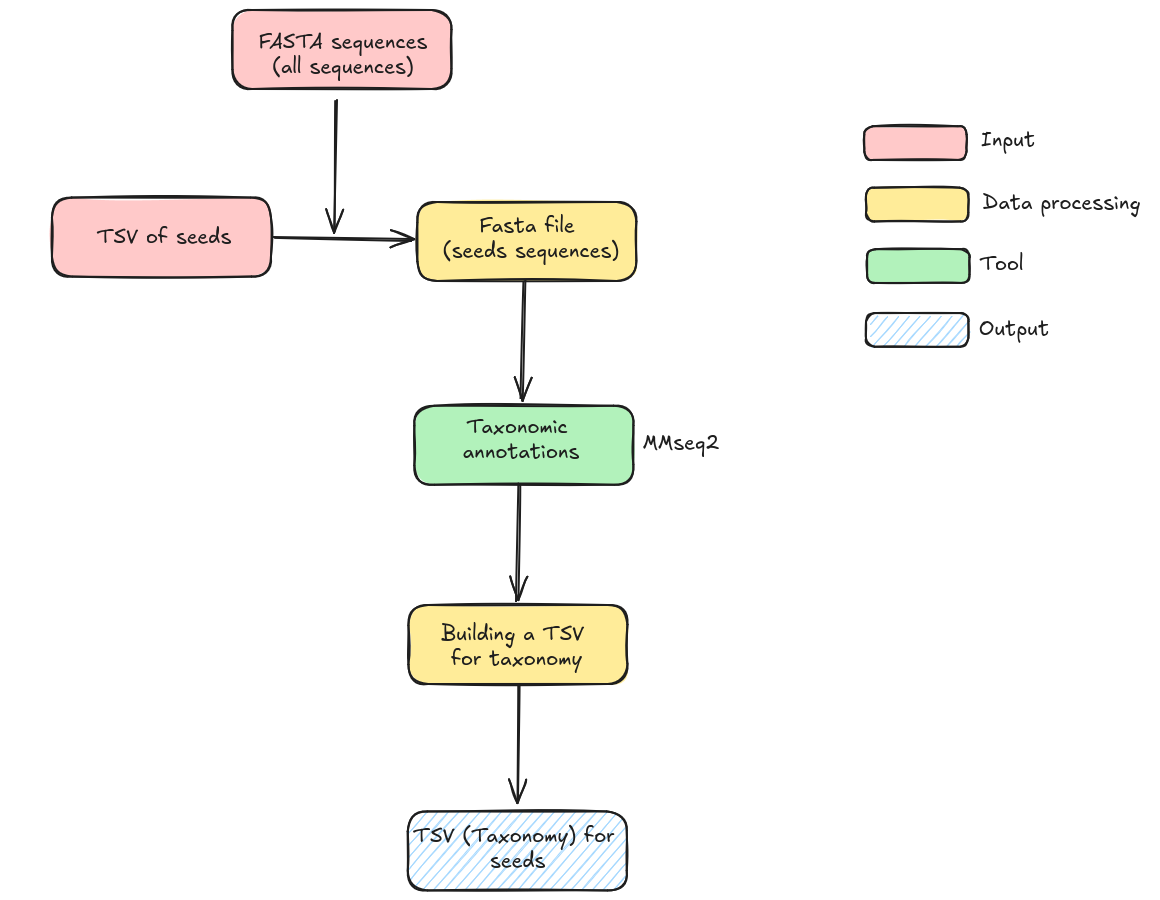 FASTA sequences
(all sequences)
Input
Data processing
TSV of seeds
Fasta file
(seeds sequences)
Tool
Output
Taxonomic
annotations
MMseq2
Building a TSV
for taxonomy
TSV (Taxonomy) for
seeds